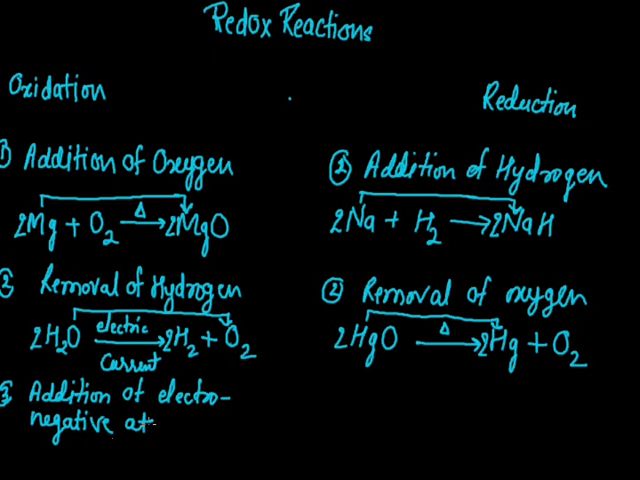 Redox Reactions
Oxidation
Reduction
① Addition of Oxygen
2Mg + O₂ —Δ→ 2MgO
② Removal of Hydrogen
2H₂O —electric Current→ 2H₂ + O₂
③ Addition of electro-
negative at
① Addition of Hydrogen
2Na + H₂ → 2NaH
② Removal of oxygen
2HgO —Δ→ 2Hg + O₂